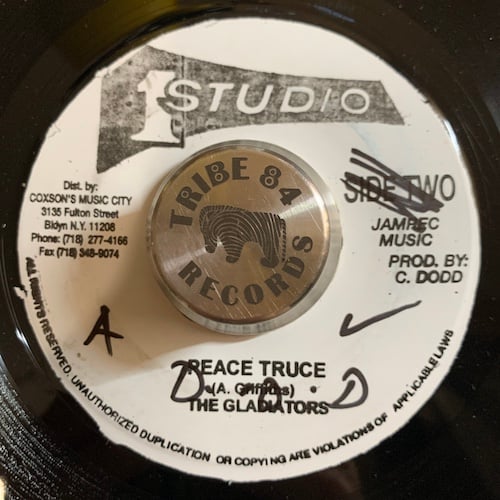 1 STUDIO
Dist. by:
COXSON'S MUSIC CITY
3135 Fulton Street
Bklyn N.Y. 11208
Phone: (718) 277-4166
Fax (718) 348-9074
TRIBE 84
RECORDS
SIDE TWO
JAMREC
MUSIC
PROD. BY:
C. DODD
A
PEACE TRUCE
(A. Griffiths)
THE GLADIATORS
RESERVED. UNAUTHORIZED DUPLICATION OR COPYING ARE VIOLATIONS OF APPLICABLE LAWS